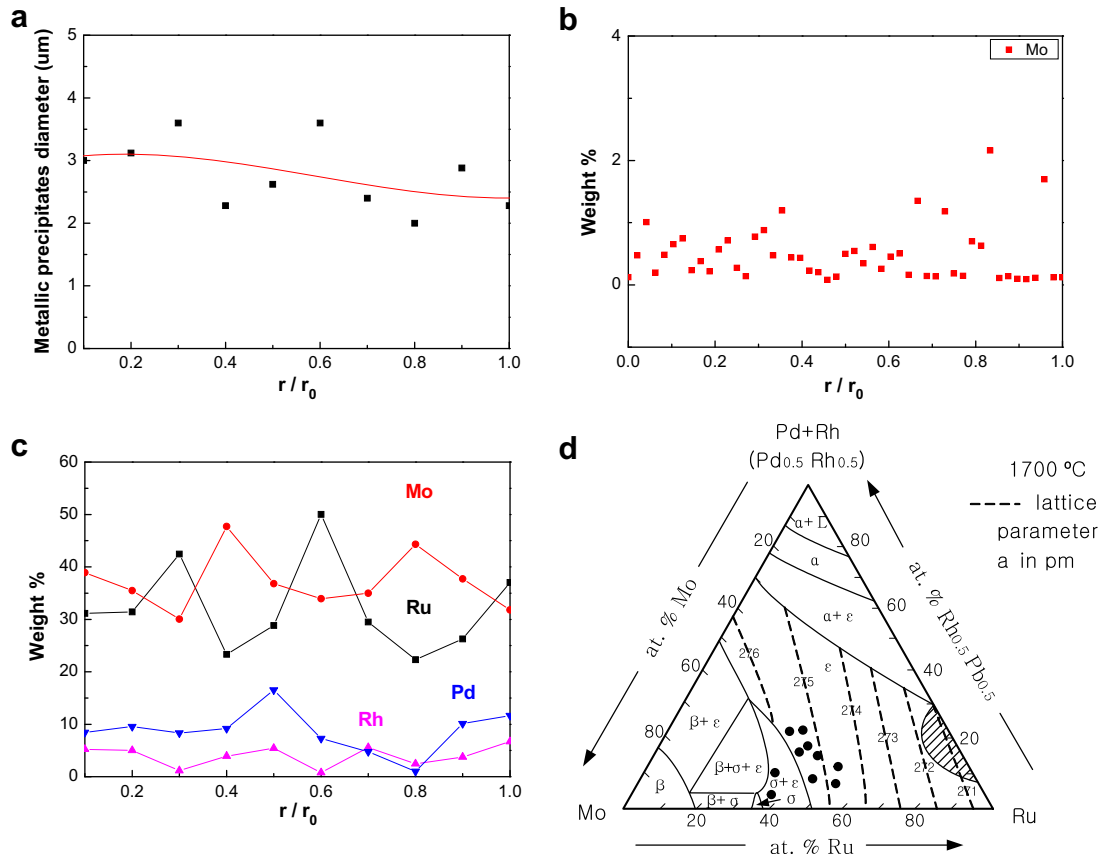 a
Metallic precipitates diameter (um)
5
4
3
2
1
0
0.2 0.4 0.6 0.8 1.0
r / r0
b
Weight %
4
2
0
Mo
0.0 0.2 0.4 0.6 0.8 1.0
r / r0
c
Weight %
60
50
40
30
20
10
0
Mo
Ru
Pd
Rh
0.2 0.4 0.6 0.8 1.0
r / r0
d
Pd+Rh
(Pd0.5 Rh0.5)
1700 ºC
lattice
parameter
a in pm
at. % Mo
at. % Rh0.5 Pb0.5
20
40
60
80
80
60
40
20
α
α+ ε
ε
276
275
274
273
272
271
β+ ε
β+σ+ ε
σ+ ε
β
β+ σ
σ
Mo
20 40 60 80
Ru
at. % Ru